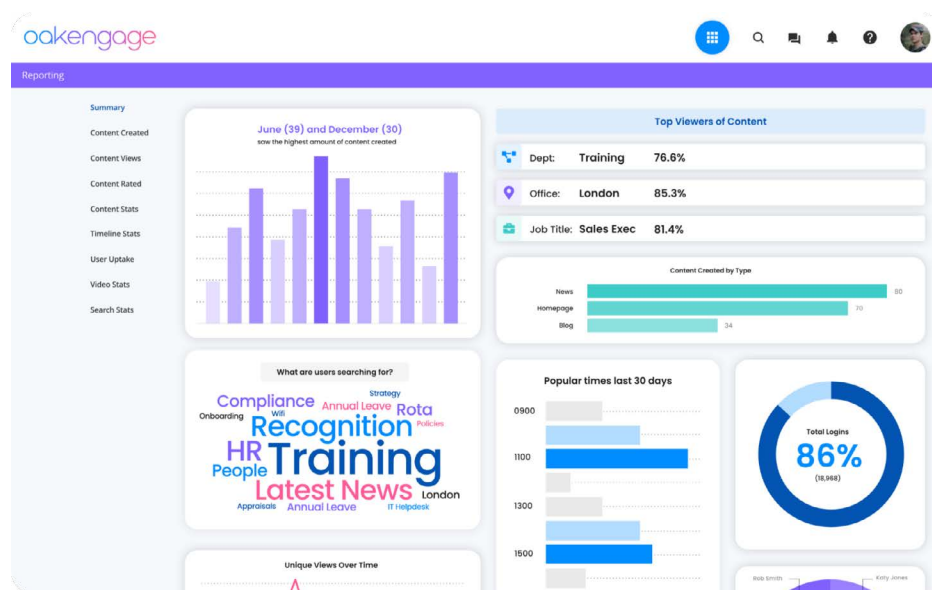 oakengage
Reporting
Summary
Content Created
Content Views
Content Rated
Content Stats
Timeline Stats
User Uptake
Video Stats
Search Stats
June (39) and December (30)
saw the highest amount of content created
Top Viewers of Content
Dept: Training 76.6%
Office: London 85.3%
Job Title: Sales Exec 81.4%
Content Created by Type
News 80
Homepage 70
Blog 34
What are users searching for?
Strategy
Compliance
Annual Leave
Rota
Onboarding
Wifi
Recognition
Policies
HR
Training
People
Latest News
London
Appraisals
Annual Leave
IT Helpdesk
Popular times last 30 days
0900
1100
1300
1500
Total Logins
86%
(18,968)
Unique Views Over Time
Rob Smith
Kelly Jones